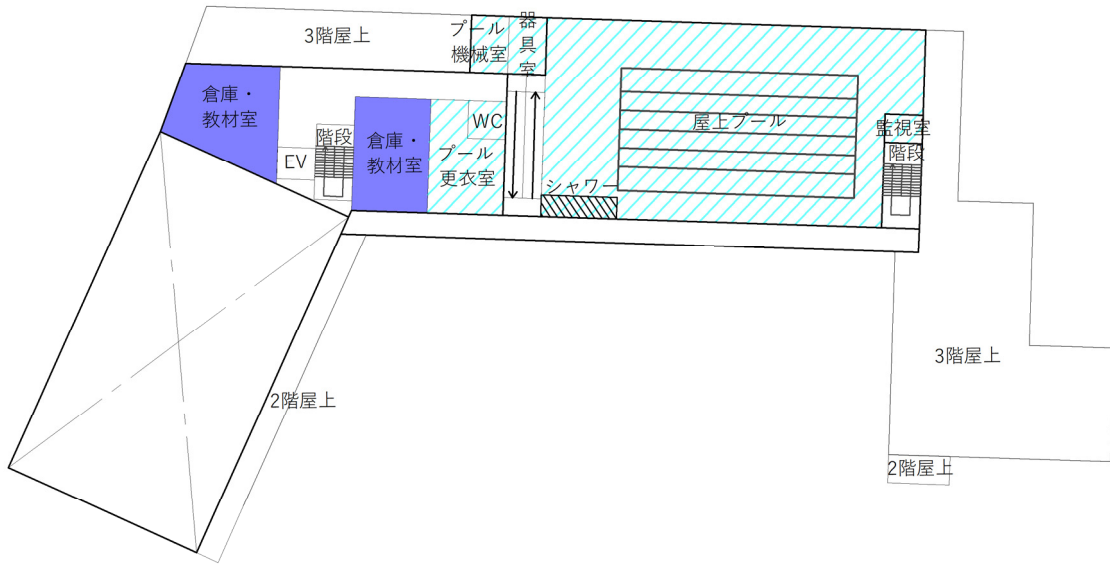 3階屋上
プール
機械室
器
具
室
倉庫・
教材室
階段
EV
倉庫・
教材室
WC
プール
更衣室
シャワー
屋上プール
監視室
階段
3階屋上
2階屋上
2階屋上